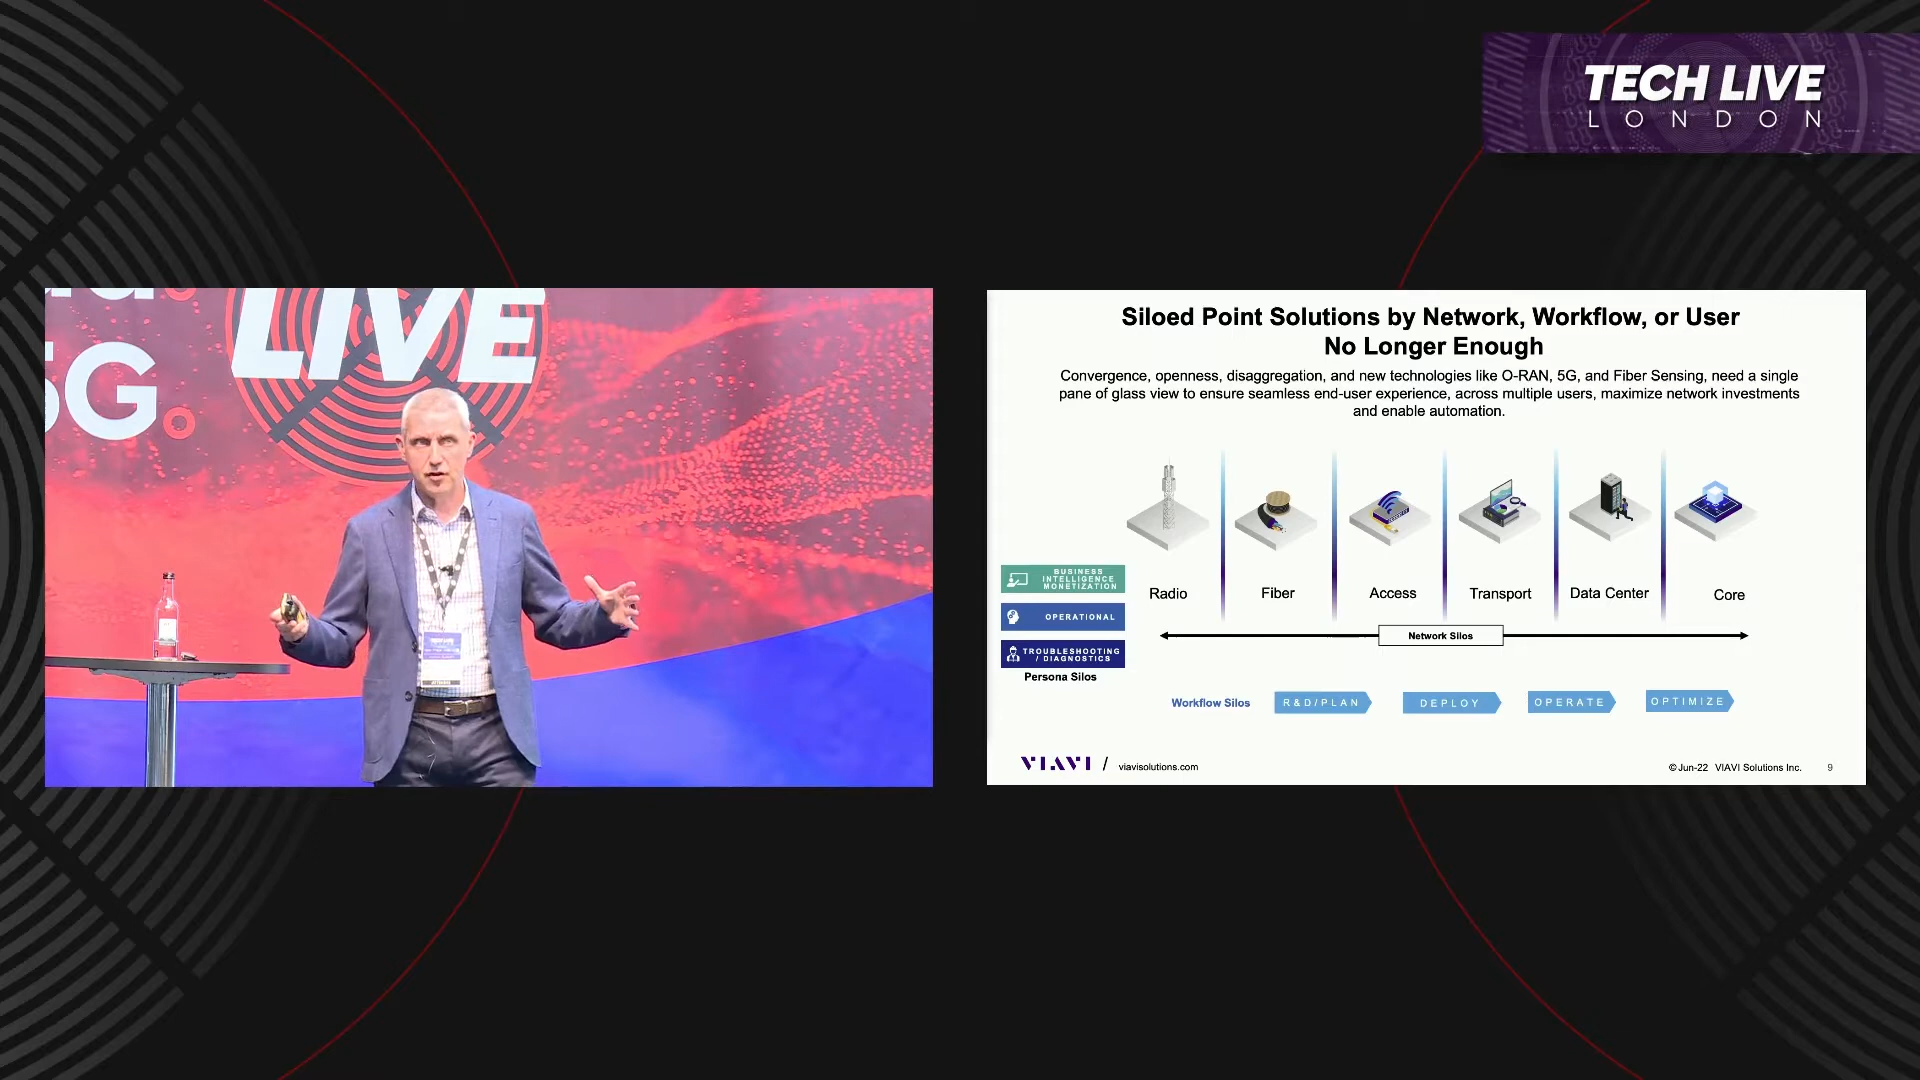 TECH LIVE
LONDON
5G.
LIVE
Siloed Point Solutions by Network, Workflow, or User
No Longer Enough
Convergence, openness, disaggregation, and new technologies like O-RAN, 5G, and Fiber Sensing, need a single
pane of glass view to ensure seamless end-user experience, across multiple users, maximize network investments
and enable automation.
Radio
Fiber
Access
Transport
Data Center
Core
BUSINESS
INTELLIGENCE
MONETIZATION
OPERATIONAL
TROUBLESHOOTING
/ DIAGNOSTICS
Persona Silos
Network Silos
Workflow Silos
R&D/PLAN
DEPLOY
OPERATE
OPTIMIZE
VIAVI / viavisolutions.com
© Jun-22 VIAVI Solutions Inc. 9